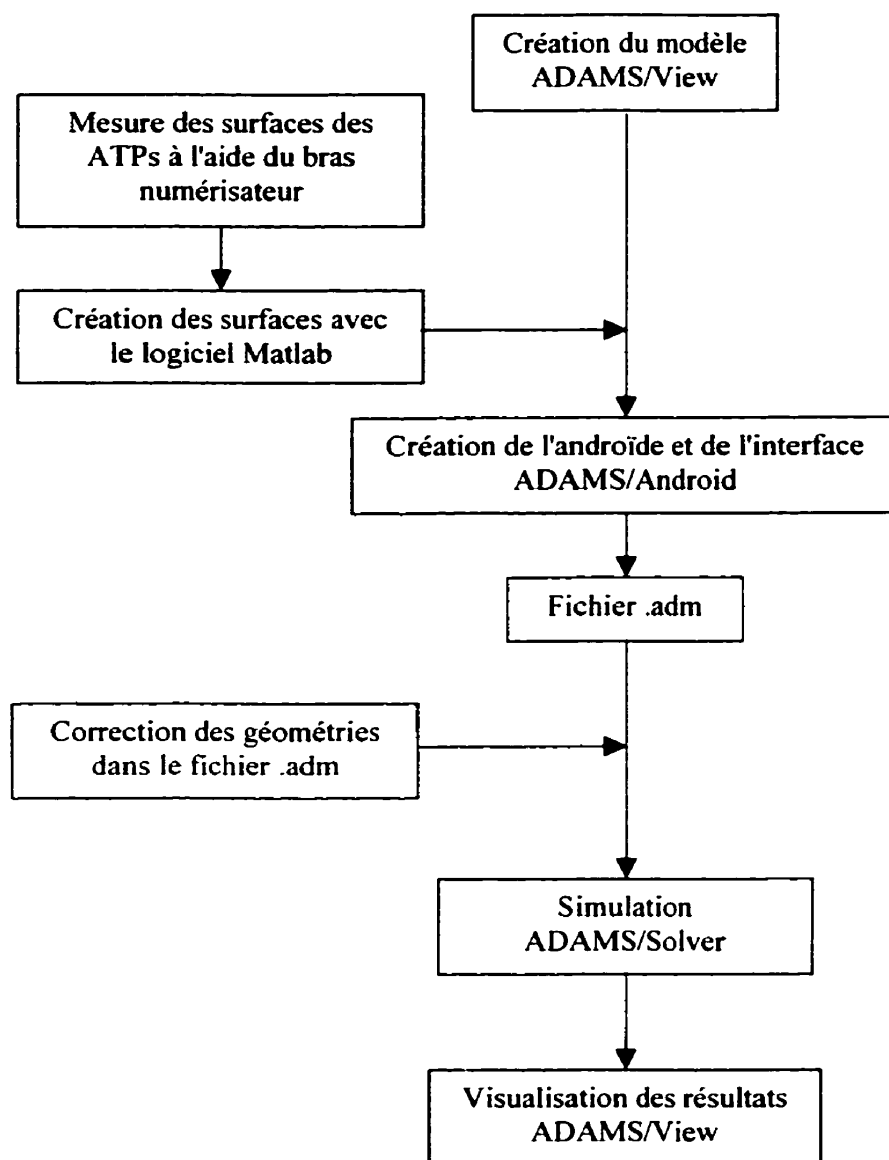 Création du modèle
ADAMS/View
Mesure des surfaces des
ATPs à l'aide du bras
numérisateur
Création des surfaces avec
le logiciel Matlab
Création de l'androïde et de l'interface
ADAMS/Android
Fichier .adm
Correction des géométries
dans le fichier .adm
Simulation
ADAMS/Solver
Visualisation des résultats
ADAMS/View